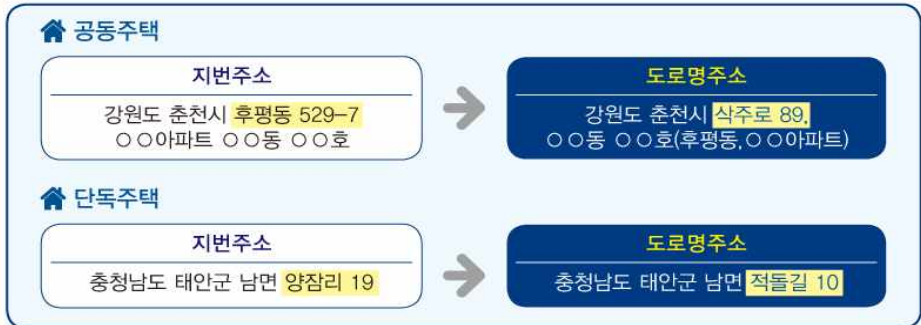 공동주택
지번주소
강원도 춘천시 후평동 529-7
○○아파트 ○○동 ○○호
도로명주소
강원도 춘천시 삭주로 89,
○○동 ○○호(후평동,○○아파트)
단독주택
지번주소
충청남도 태안군 남면 양잠리 19
도로명주소
충청남도 태안군 남면 적돌길 10